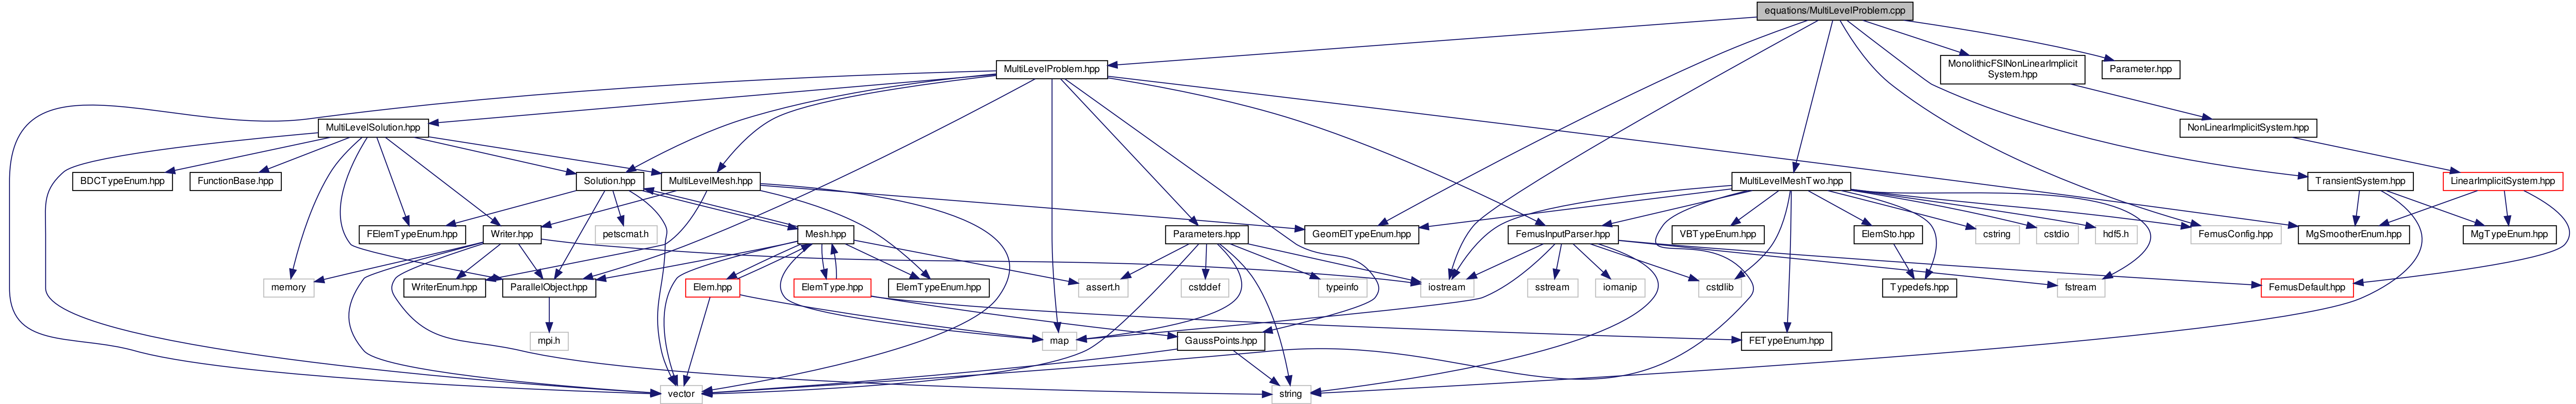 equations/MultiLevelProblem.cpp
MultiLevelProblem.hpp
MonolithicFSINonLinearImplicit
System.hpp
Parameter.hpp
MultiLevelSolution.hpp
NonLinearImplicitSystem.hpp
BDCTypeEnum.hpp
FunctionBase.hpp
Solution.hpp
MultiLevelMesh.hpp
MultiLevelMeshTwo.hpp
TransientSystem.hpp
LinearImplicitSystem.hpp
FElemTypeEnum.hpp
Writer.hpp
petscmat.h
Mesh.hpp
Parameters.hpp
GeomElTypeEnum.hpp
FemusInputParser.hpp
VBTypeEnum.hpp
ElemSto.hpp
cstring
cstdio
hdf5.h
FemusConfig.hpp
MgSmootherEnum.hpp
MgTypeEnum.hpp
memory
WriterEnum.hpp
ParallelObject.hpp
Elem.hpp
ElemType.hpp
ElemTypeEnum.hpp
assert.h
cstddef
typeinfo
iostream
sstream
iomanip
cstdlib
Typedefs.hpp
fstream
FemusDefault.hpp
mpi.h
map
GaussPoints.hpp
FETypeEnum.hpp
vector
string